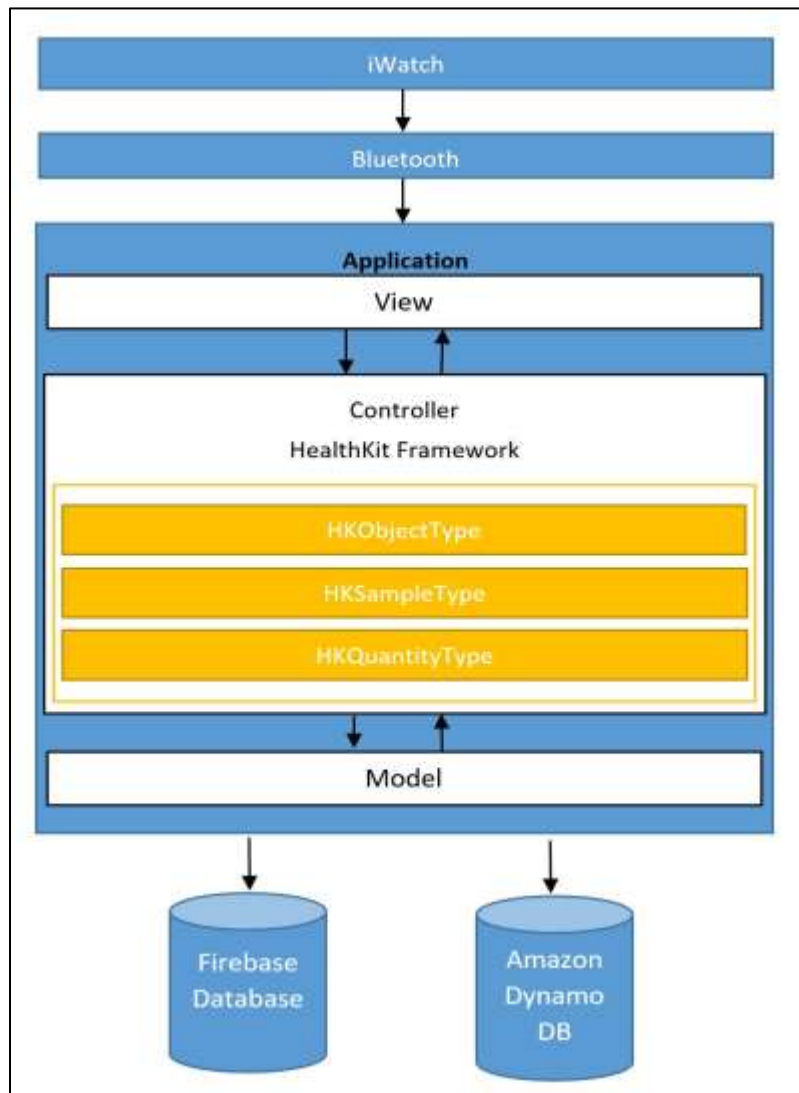 iWatch
Bluetooth
Application
View
Controller
HealthKit Framework
HKObjectType
HKSampleType
HKQuantityType
Model
Firebase
Database
Amazon
Dynamo
DB